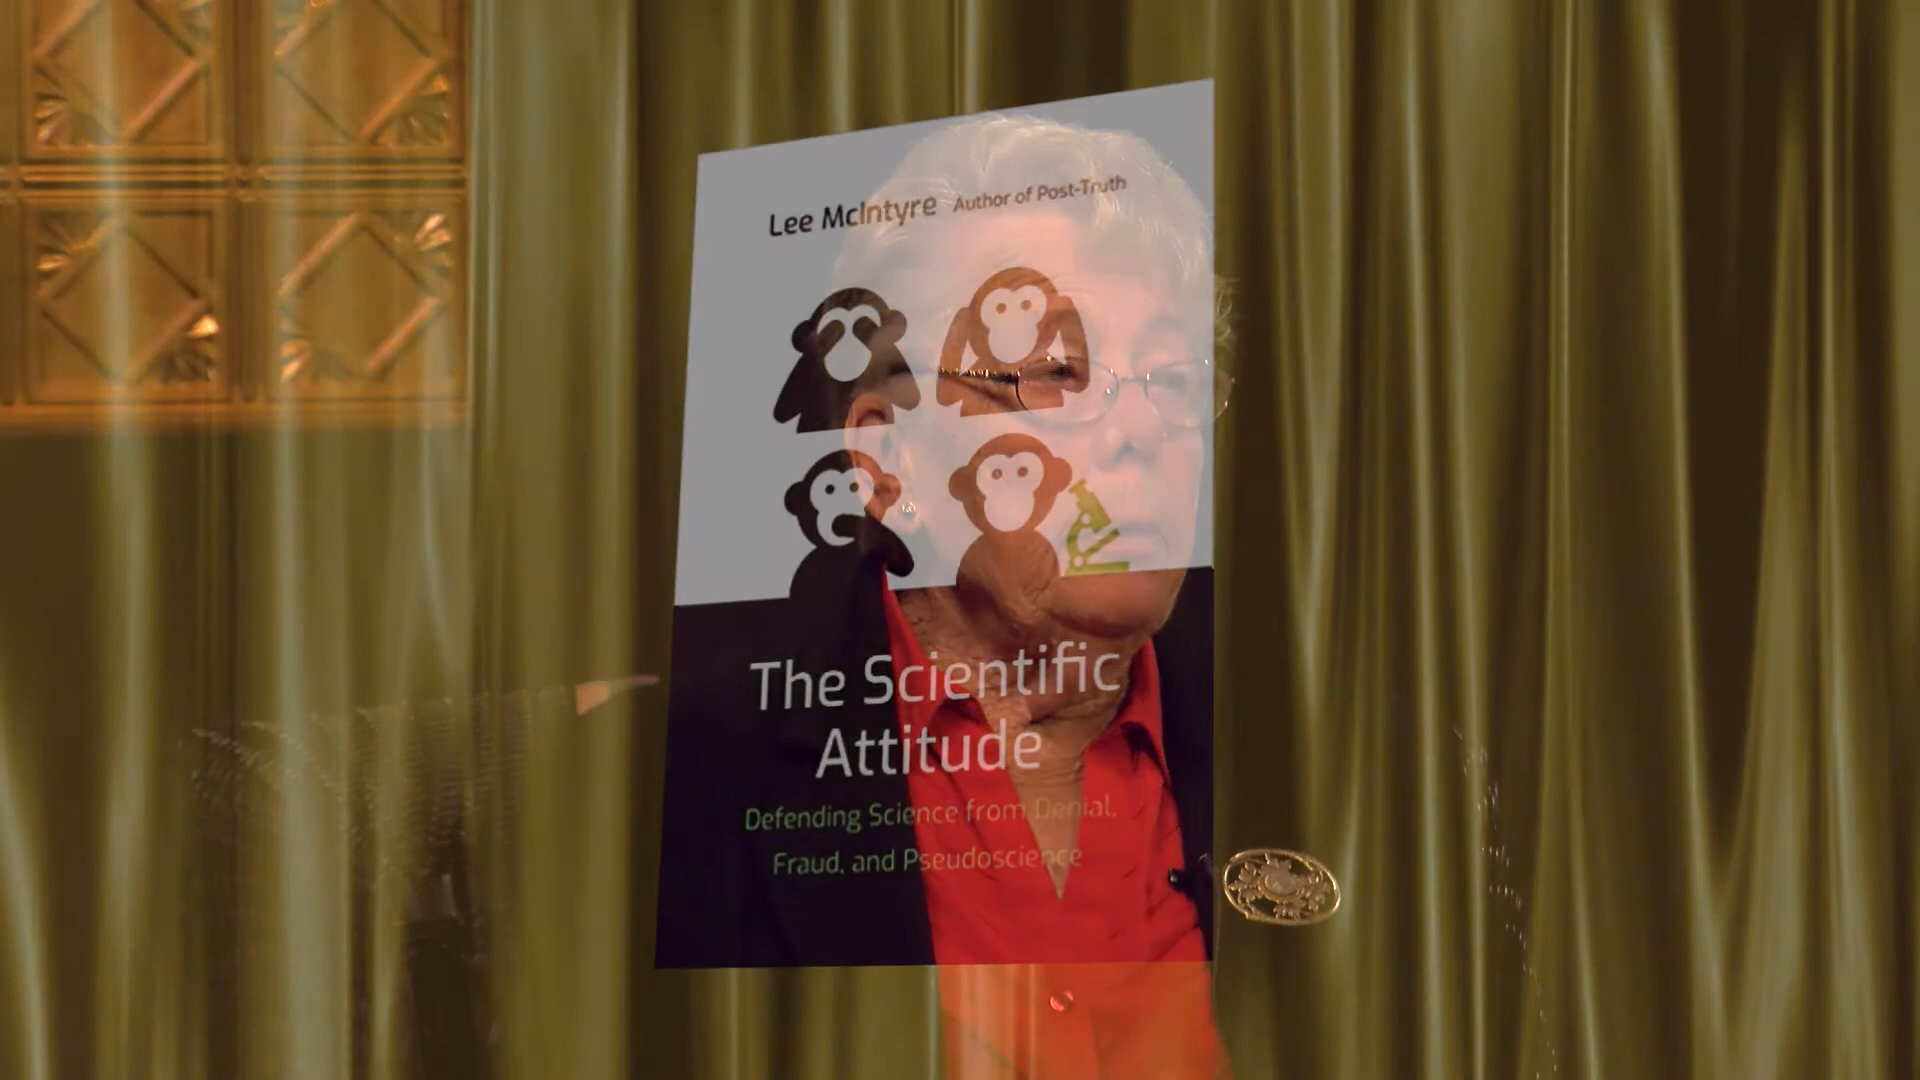 Lee McIntyre Author of Post-Truth
The Scientific
Attitude
Defending Science from Denial,
Fraud, and Pseudoscience